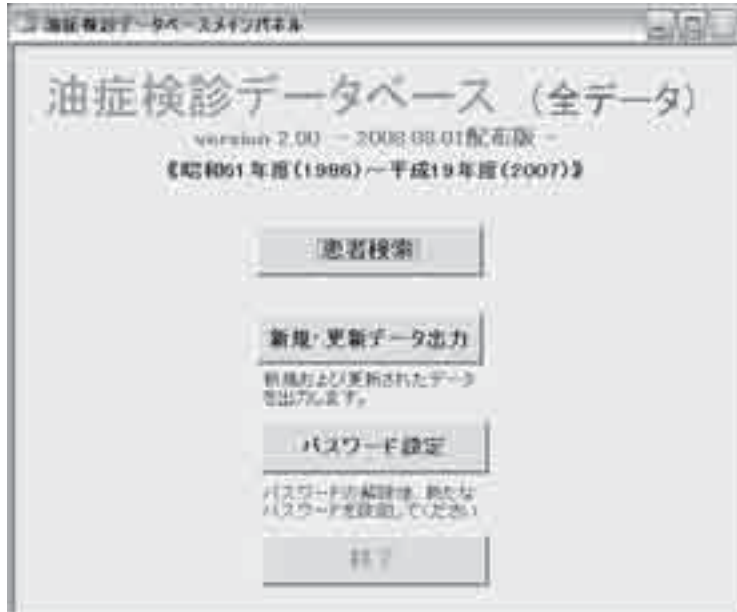 油症検診データベースメインパネル
油症検診データベース (全データ)
version 2.00 － 2008.08.01配布版 －
《昭和61年度(1986)～平成19年度(2007)》
患者検索
新規・更新データ出力
新規および更新されたデータ
を出力します。
パスワード設定
パスワードの解除後、新たな
パスワードを設定してください
終了